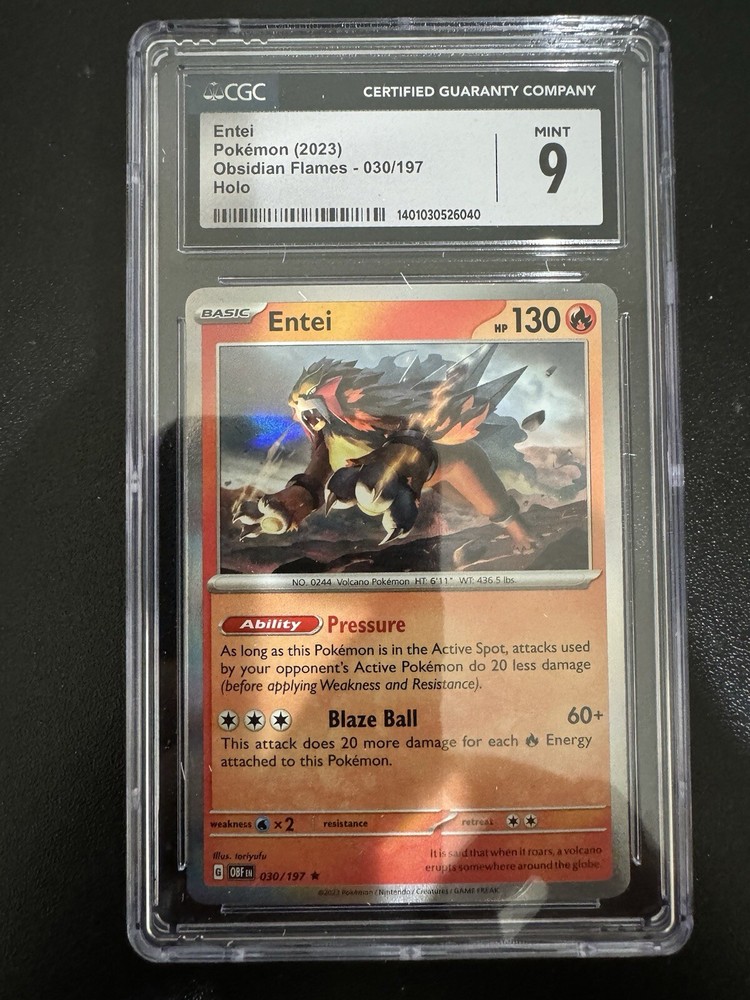 CGC CERTIFIED GUARANTY COMPANY
Entei
Pokémon (2023)
Obsidian Flames - 030/197
Holo
MINT
9
1401030526040
BASIC Entei HP 130
NO. 0244 Volcano Pokémon HT: 6'11" WT: 436.5 lbs.
Ability Pressure
As long as this Pokémon is in the Active Spot, attacks used
by your opponent's Active Pokémon do 20 less damage
(before applying Weakness and Resistance).
Blaze Ball 60+
This attack does 20 more damage for each Energy
attached to this Pokémon.
weakness ×2 resistance retreat
Illus. toriyufu
It is said that when it roars, a volcano
erupts somewhere around the globe.
G OBF EN 030/197
©2023 Pokémon / Nintendo / Creatures / GAME FREAK